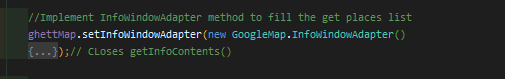 //Implement InfoWindowAdapter method to fill the get places list
ghettMap.setInfoWindowAdapter(new GoogleMap.InfoWindowAdapter()
{...});// CLoses getInfoContents()